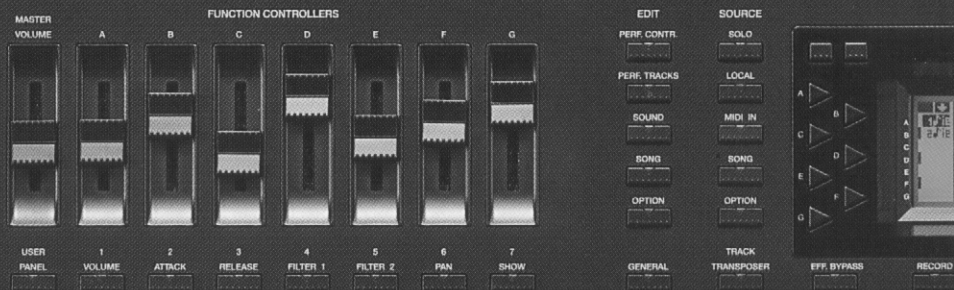 FUNCTION CONTROLLERS
EDIT
SOURCE
MASTER
VOLUME
A
B
C
D
E
F
G
PERF. CONTR.
SOLO
PERF. TRACKS
LOCAL
SOUND
MIDI IN
SONG
SONG
OPTION
OPTION
A
B
C
D
E
F
G
A
B
C
D
E
F
G
USER
PANEL
1
VOLUME
2
ATTACK
3
RELEASE
4
FILTER 1
5
FILTER 2
6
PAN
7
SHOW
GENERAL
TRACK
TRANSPOSER
EFF. BYPASS
RECORD